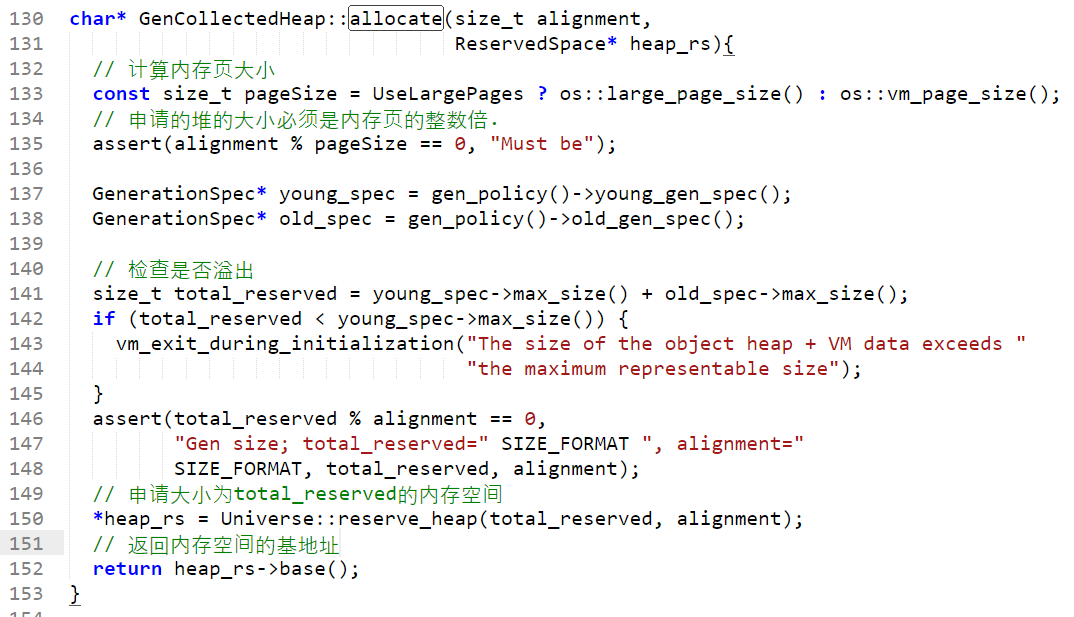 130 char* GenCollectedHeap::allocate(size_t alignment,
131                                  ReservedSpace* heap_rs){
132   // 计算内存页大小
133   const size_t pageSize = UseLargePages ? os::large_page_size() : os::vm_page_size();
134   // 申请的堆的大小必须是内存页的整数倍.
135   assert(alignment % pageSize == 0, "Must be");
136
137   GenerationSpec* young_spec = gen_policy()->young_gen_spec();
138   GenerationSpec* old_spec = gen_policy()->old_gen_spec();
139
140   // 检查是否溢出
141   size_t total_reserved = young_spec->max_size() + old_spec->max_size();
142   if (total_reserved < young_spec->max_size()) {
143     vm_exit_during_initialization("The size of the object heap + VM data exceeds "
144                                   "the maximum representable size");
145   }
146   assert(total_reserved % alignment == 0,
147          "Gen size; total_reserved=" SIZE_FORMAT ", alignment="
148          SIZE_FORMAT, total_reserved, alignment);
149   // 申请大小为total_reserved的内存空间
150   *heap_rs = Universe::reserve_heap(total_reserved, alignment);
151   // 返回内存空间的基地址
152   return heap_rs->base();
153 }